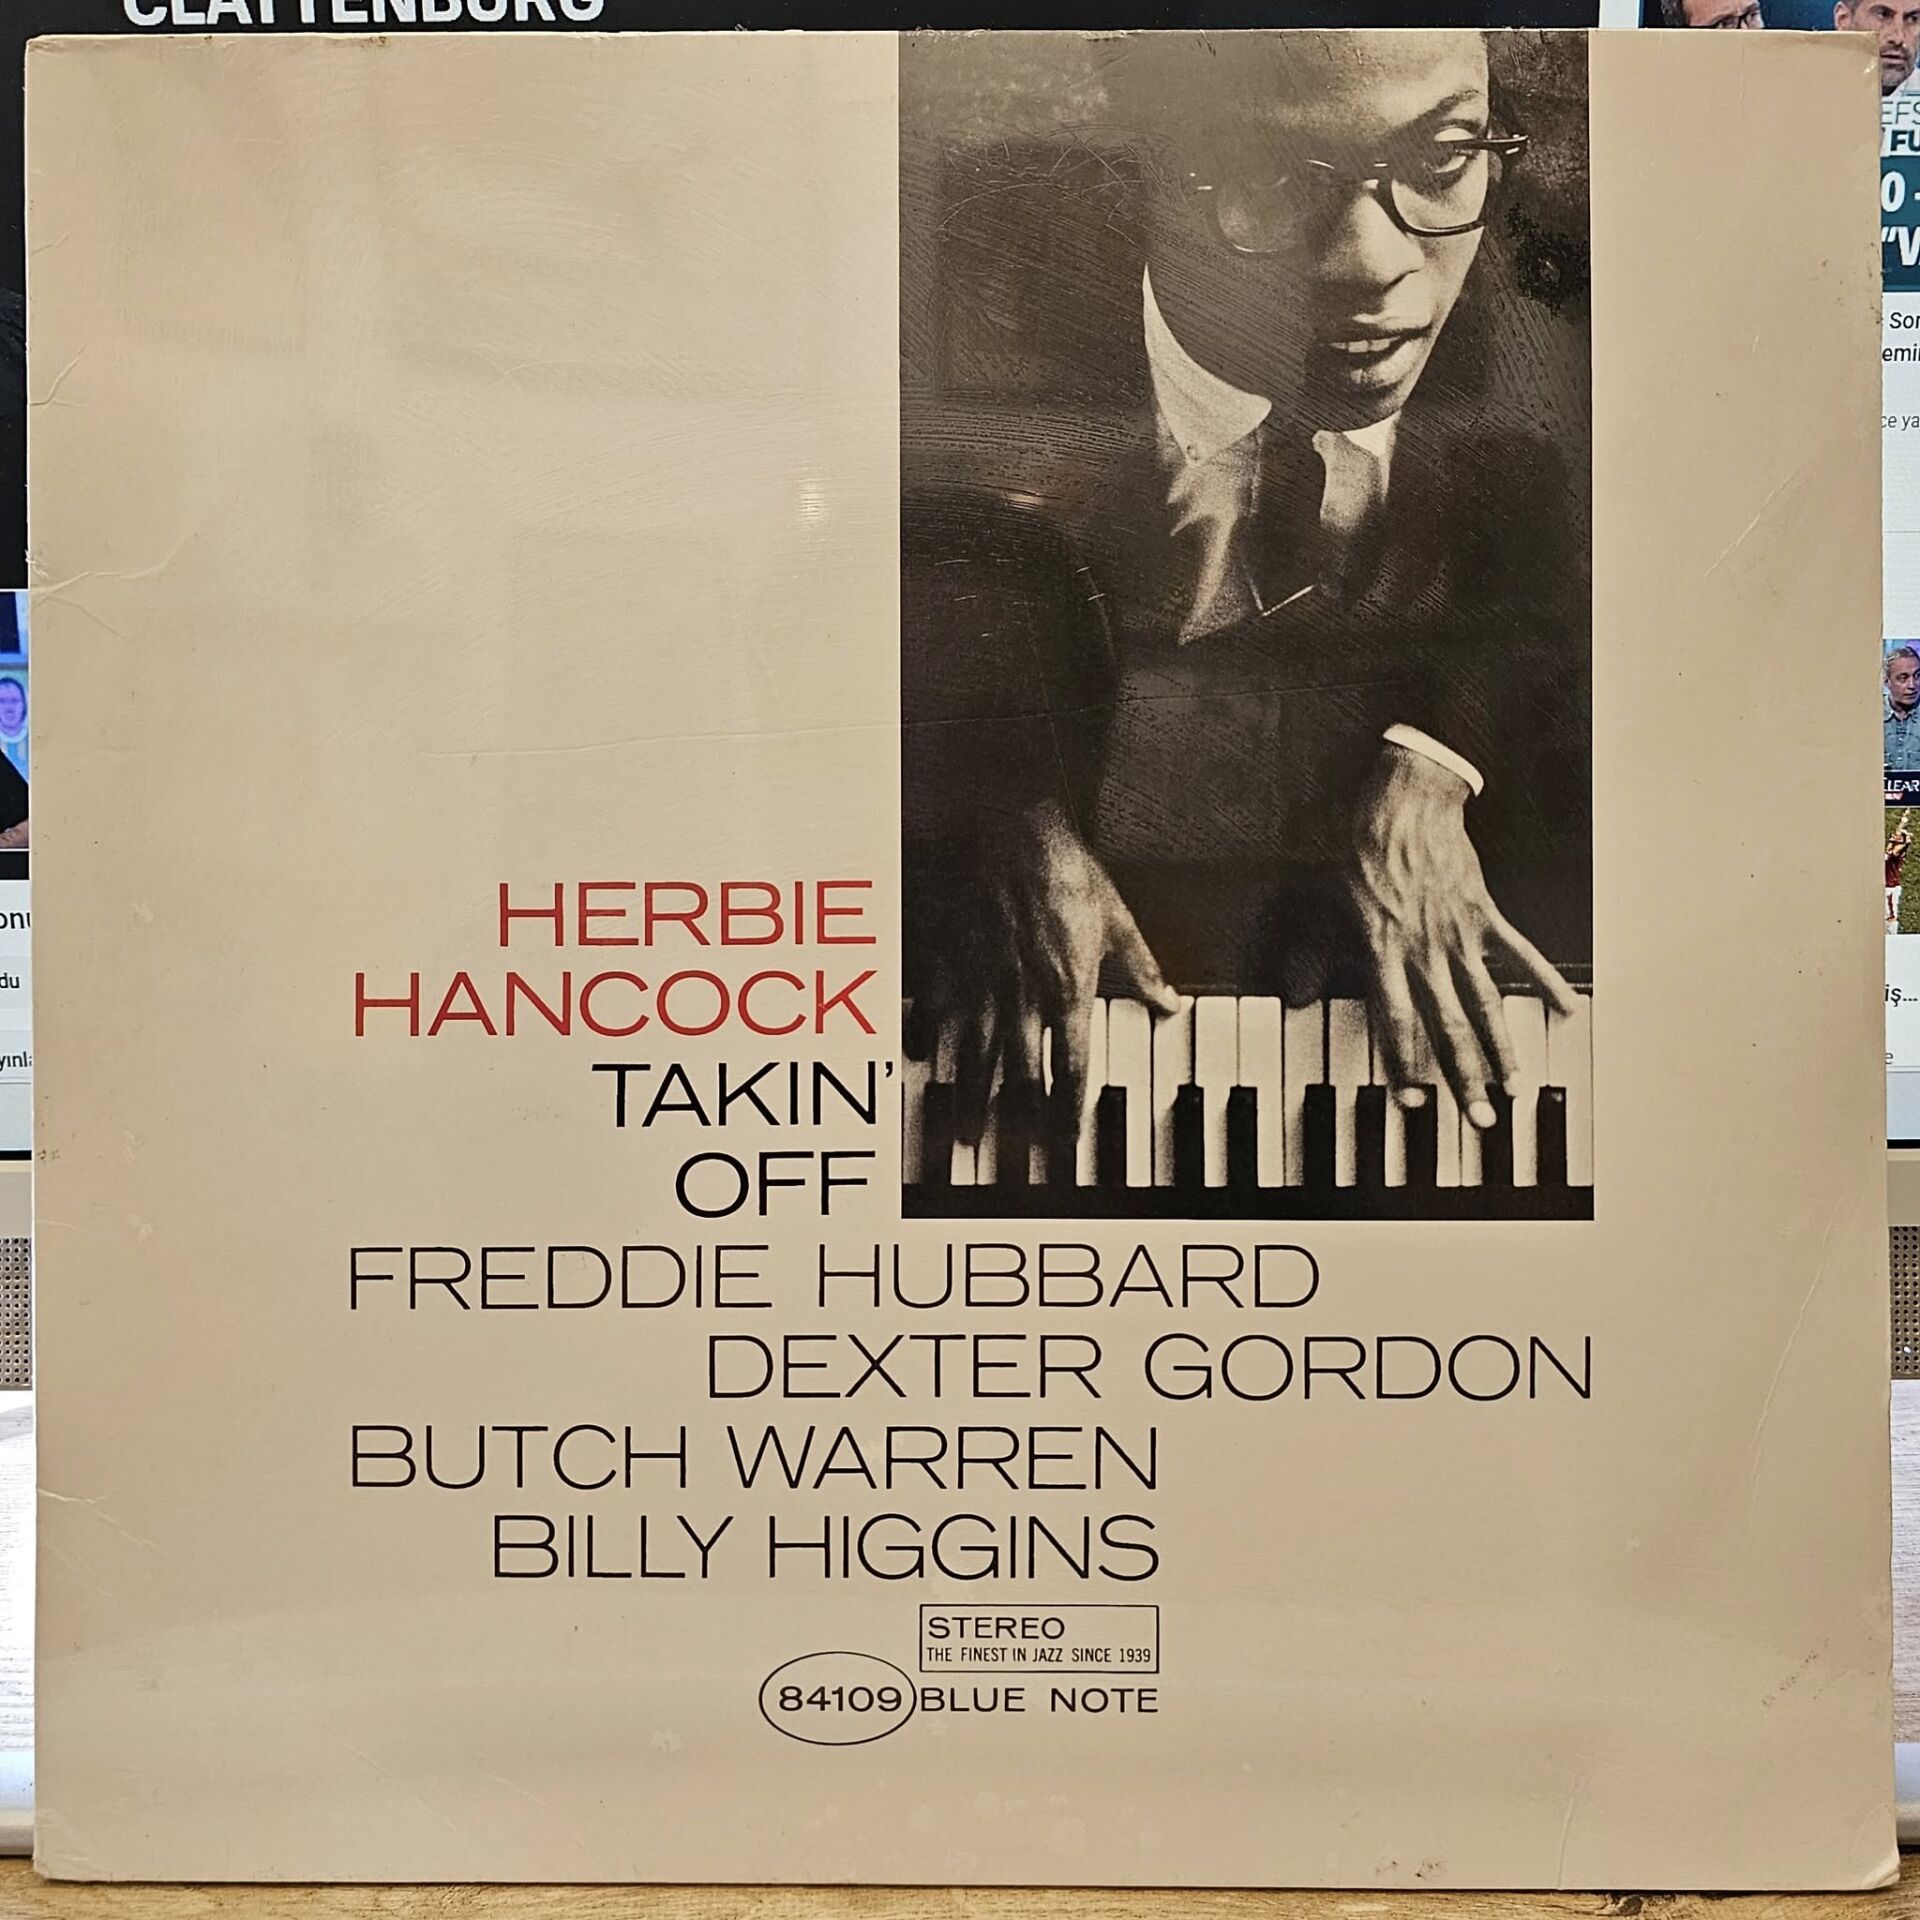 CLATTENBURG
HERBIE
HANCOCK
TAKIN'
OFF
FREDDIE HUBBARD
DEXTER GORDON
BUTCH WARREN
BILLY HIGGINS
STEREO
THE FINEST IN JAZZ SINCE 1939
84109 BLUE NOTE